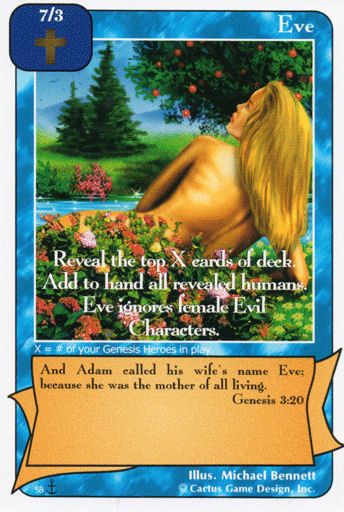 7/3
Eve
Reveal the top X cards of deck.
Add to hand all revealed humans.
Eve ignores female Evil
Characters.
X = # of your Genesis Heroes in play.
And Adam called his wife's name Eve;
because she was the mother of all living.
Genesis 3:20
Illus. Michael Bennett
58
© Cactus Game Design, Inc.